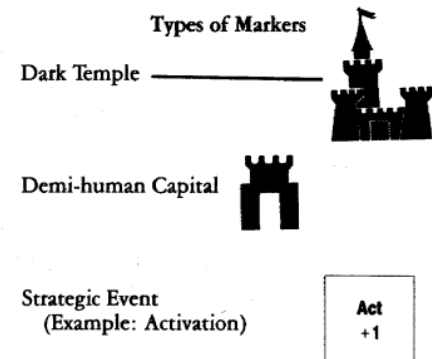 Types of Markers
Dark Temple
Demi-human Capital
Strategic Event
(Example: Activation)
Act
+1